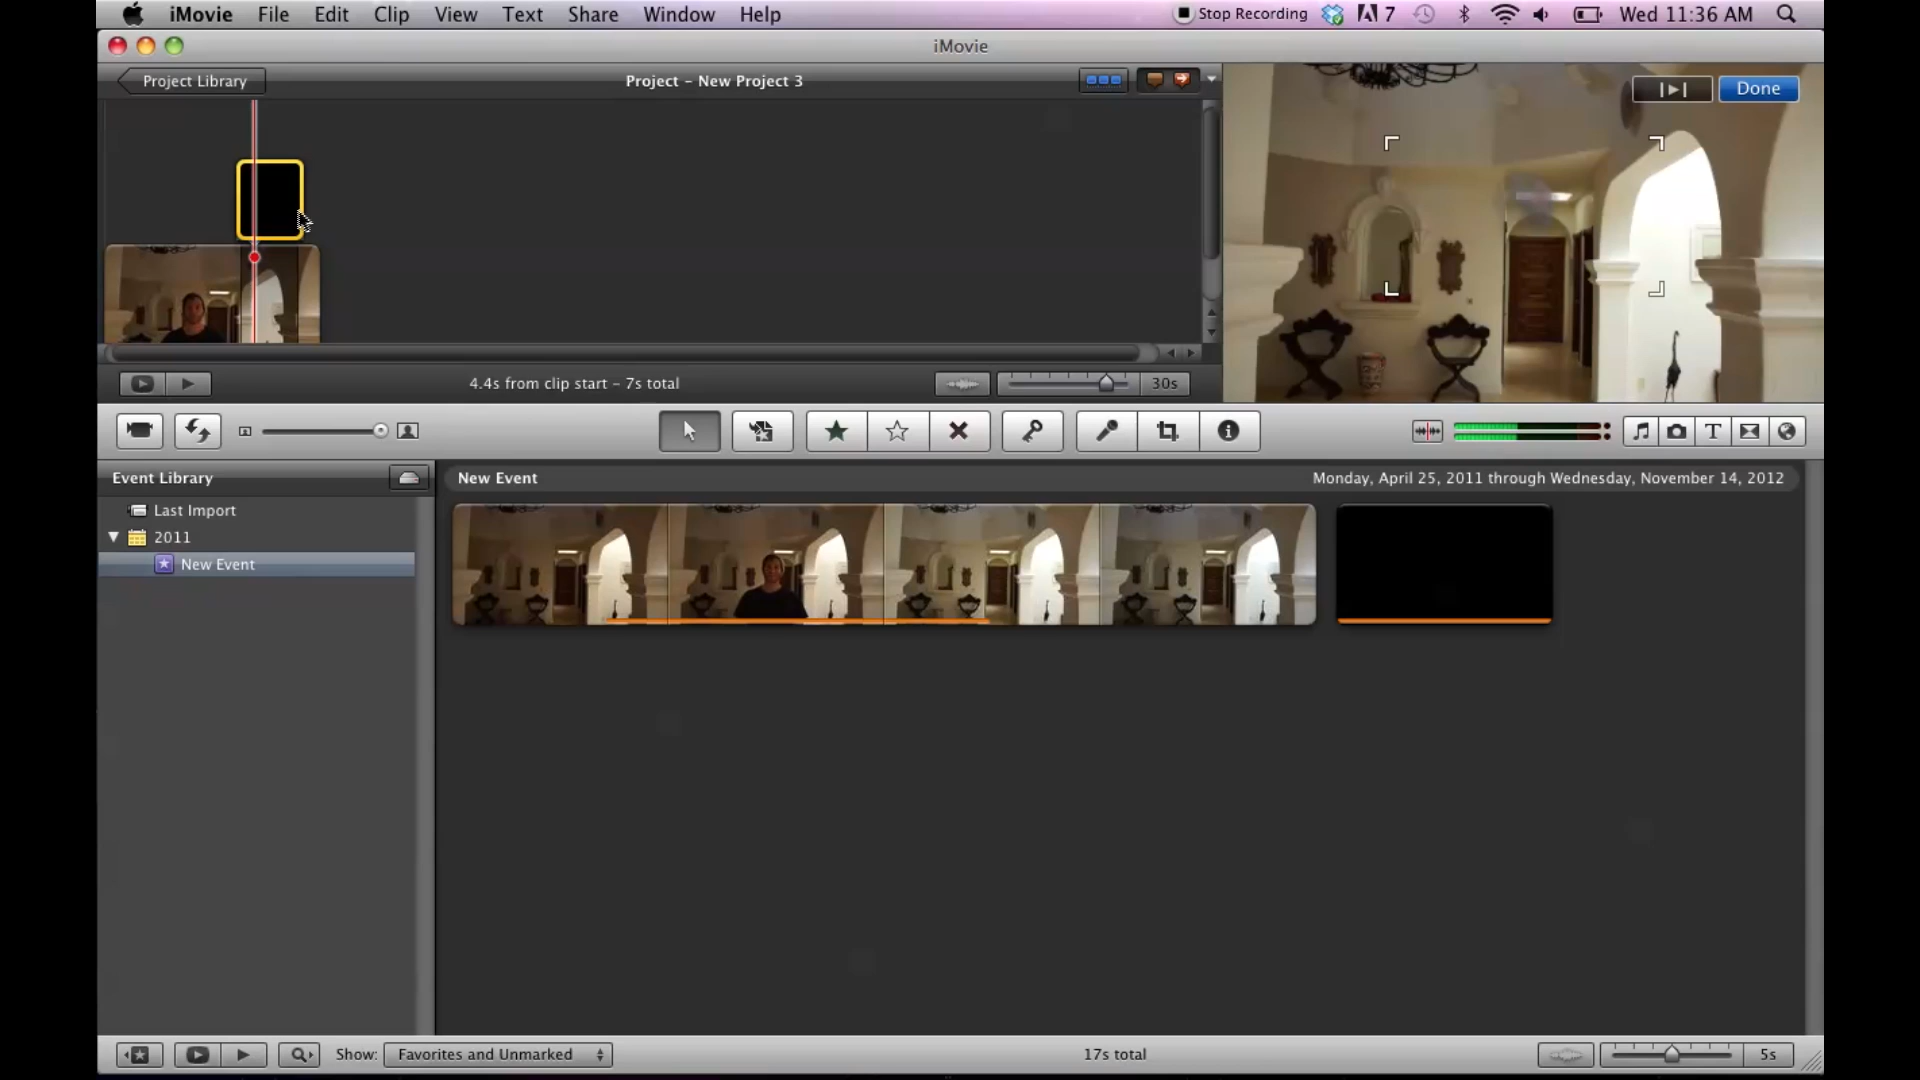 iMovie File Edit Clip View Text Share Window Help Stop Recording 7 Wed 11:36 AM
iMovie
Project Library Project - New Project 3 Done
4.4s from clip start - 7s total 30s
T
Event Library New Event Monday, April 25, 2011 through Wednesday, November 14, 2012
Last Import
2011
New Event
Show: Favorites and Unmarked 17s total 5s